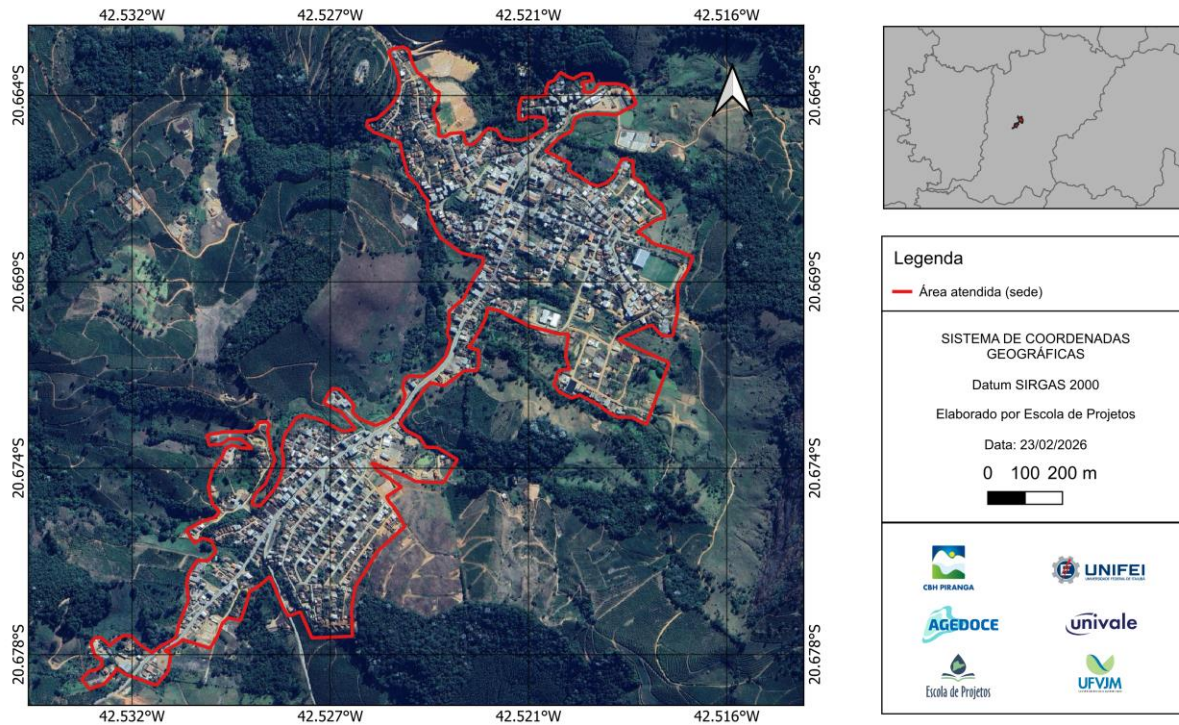 42.532°W 42.527°W 42.521°W 42.516°W
20.664°S 20.664°S
20.669°S 20.669°S
20.674°S 20.674°S
20.678°S 20.678°S
42.532°W 42.527°W 42.521°W 42.516°W
Legenda
Área atendida (sede)
SISTEMA DE COORDENADAS
GEOGRÁFICAS
Datum SIRGAS 2000
Elaborado por Escola de Projetos
Data: 23/02/2026
0 100 200 m
CBH PIRANGA
UNIFEI
AGEDOCE
univale
Escola de Projetos
UFVJM